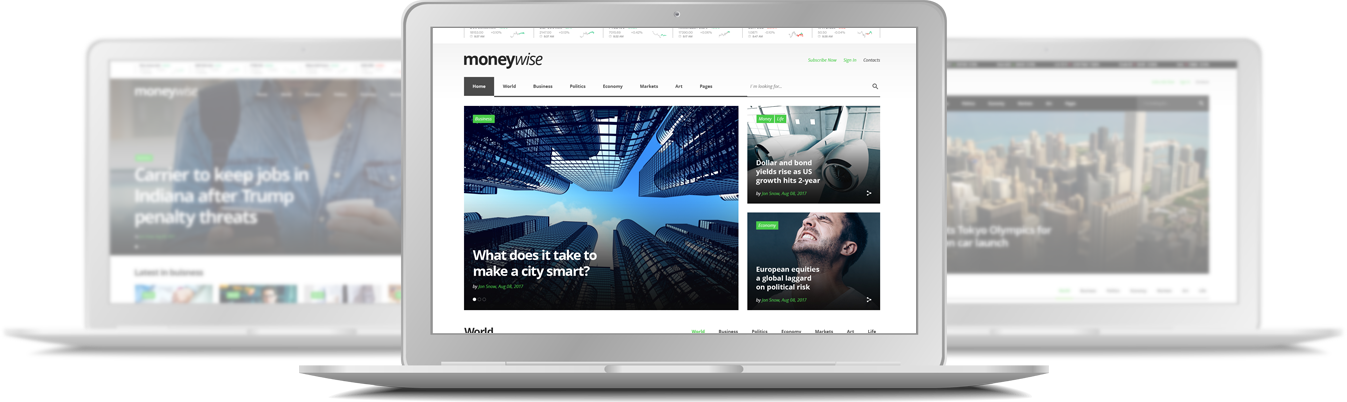 moneywise
Subscribe Now Sign In Contacts
Home World Business Politics Economy Markets Art Pages I'm looking for...
Business
What does it take to
make a city smart?
by Jon Snow, Aug 08, 2017
Money Life
Dollar and bond
yields rise as US
growth hits 2-year
by Jon Snow, Aug 08, 2017
Economy
European equities
a global laggard
on political risk
by Jon Snow, Aug 08, 2017
World
World Business Politics Economy Markets Art Life
moneywise
Carrier to keep jobs in
Indiana after Trump
penalty threats
Latest in business
Tokyo Olympics for
car launch